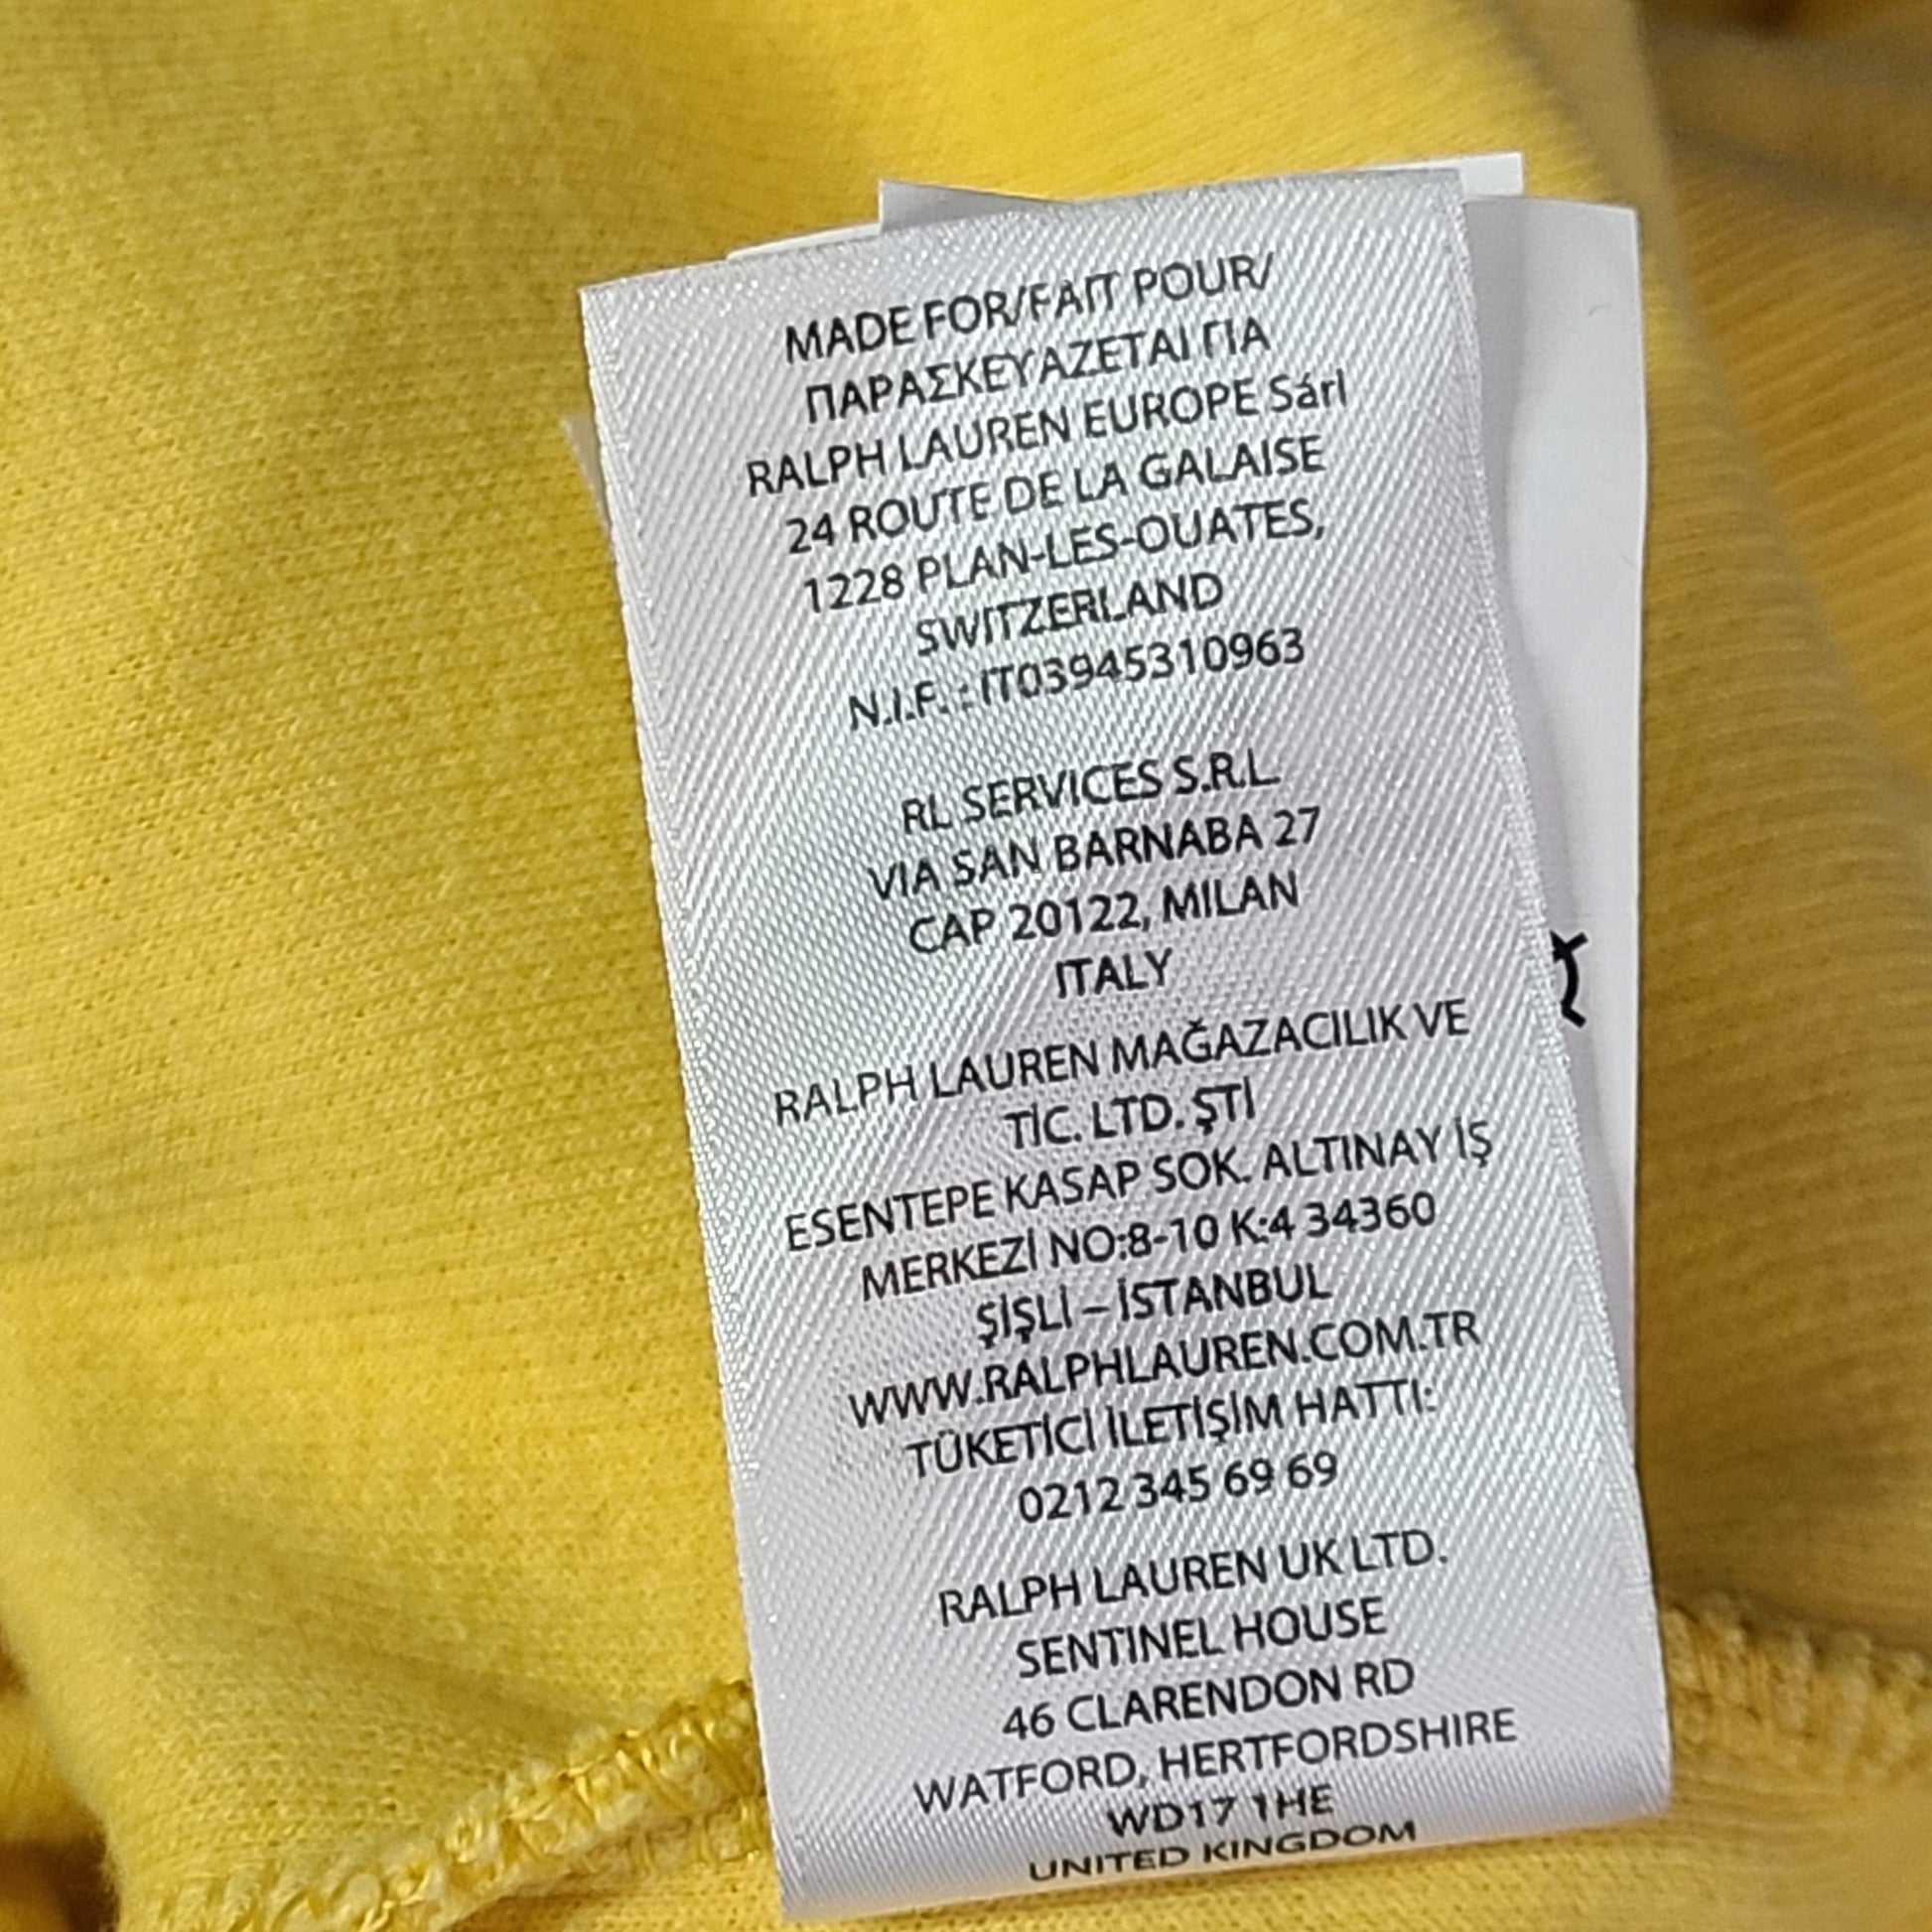 MADE FOR/FAIT POUR/
ΠΑΡΑΣΚΕΥΑΖΕΤΑΙ ΓΙΑ
RALPH LAUREN EUROPE Sárl
24 ROUTE DE LA GALAISE
1228 PLAN-LES-OUATES,
SWITZERLAND
N.I.F. : IT03945310963
RL SERVICES S.R.L
VIA SAN BARNABA 27
CAP 20122, MILAN
ITALY
RALPH LAUREN MAĞAZACILIK VE
TİC. LTD. ŞTİ
ESENTEPE KASAP SOK. ALTINAY İŞ
MERKEZİ NO:8-10 K:4 34360
ŞİŞLİ – İSTANBUL
WWW.RALPHLAUREN.COM.TR
TÜKETİCİ İLETİŞİM HATTI:
0212 345 69 69
RALPH LAUREN UK LTD.
SENTINEL HOUSE
46 CLARENDON RD
WATFORD, HERTFORDSHIRE
WD17 1HE
UNITED KINGDOM